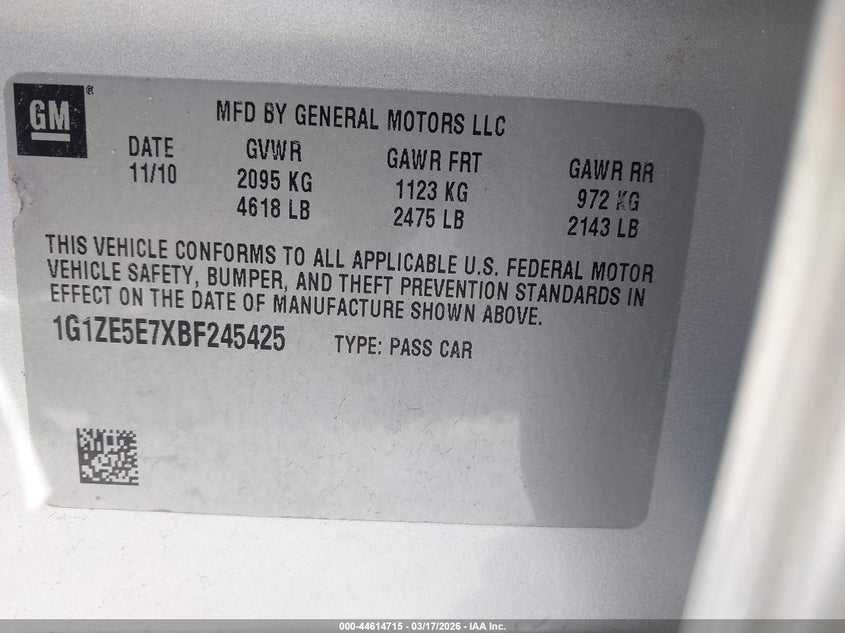 GM®
MFD BY GENERAL MOTORS LLC
DATE GVWR GAWR FRT GAWR RR
11/10 2095 KG 1123 KG 972 KG
4618 LB 2475 LB 2143 LB
THIS VEHICLE CONFORMS TO ALL APPLICABLE U.S. FEDERAL MOTOR
VEHICLE SAFETY, BUMPER, AND THEFT PREVENTION STANDARDS IN
EFFECT ON THE DATE OF MANUFACTURE SHOWN ABOVE.
1G1ZE5E7XBF245425 TYPE: PASS CAR
000-44614715 - 03/17/2026 - IAA Inc.